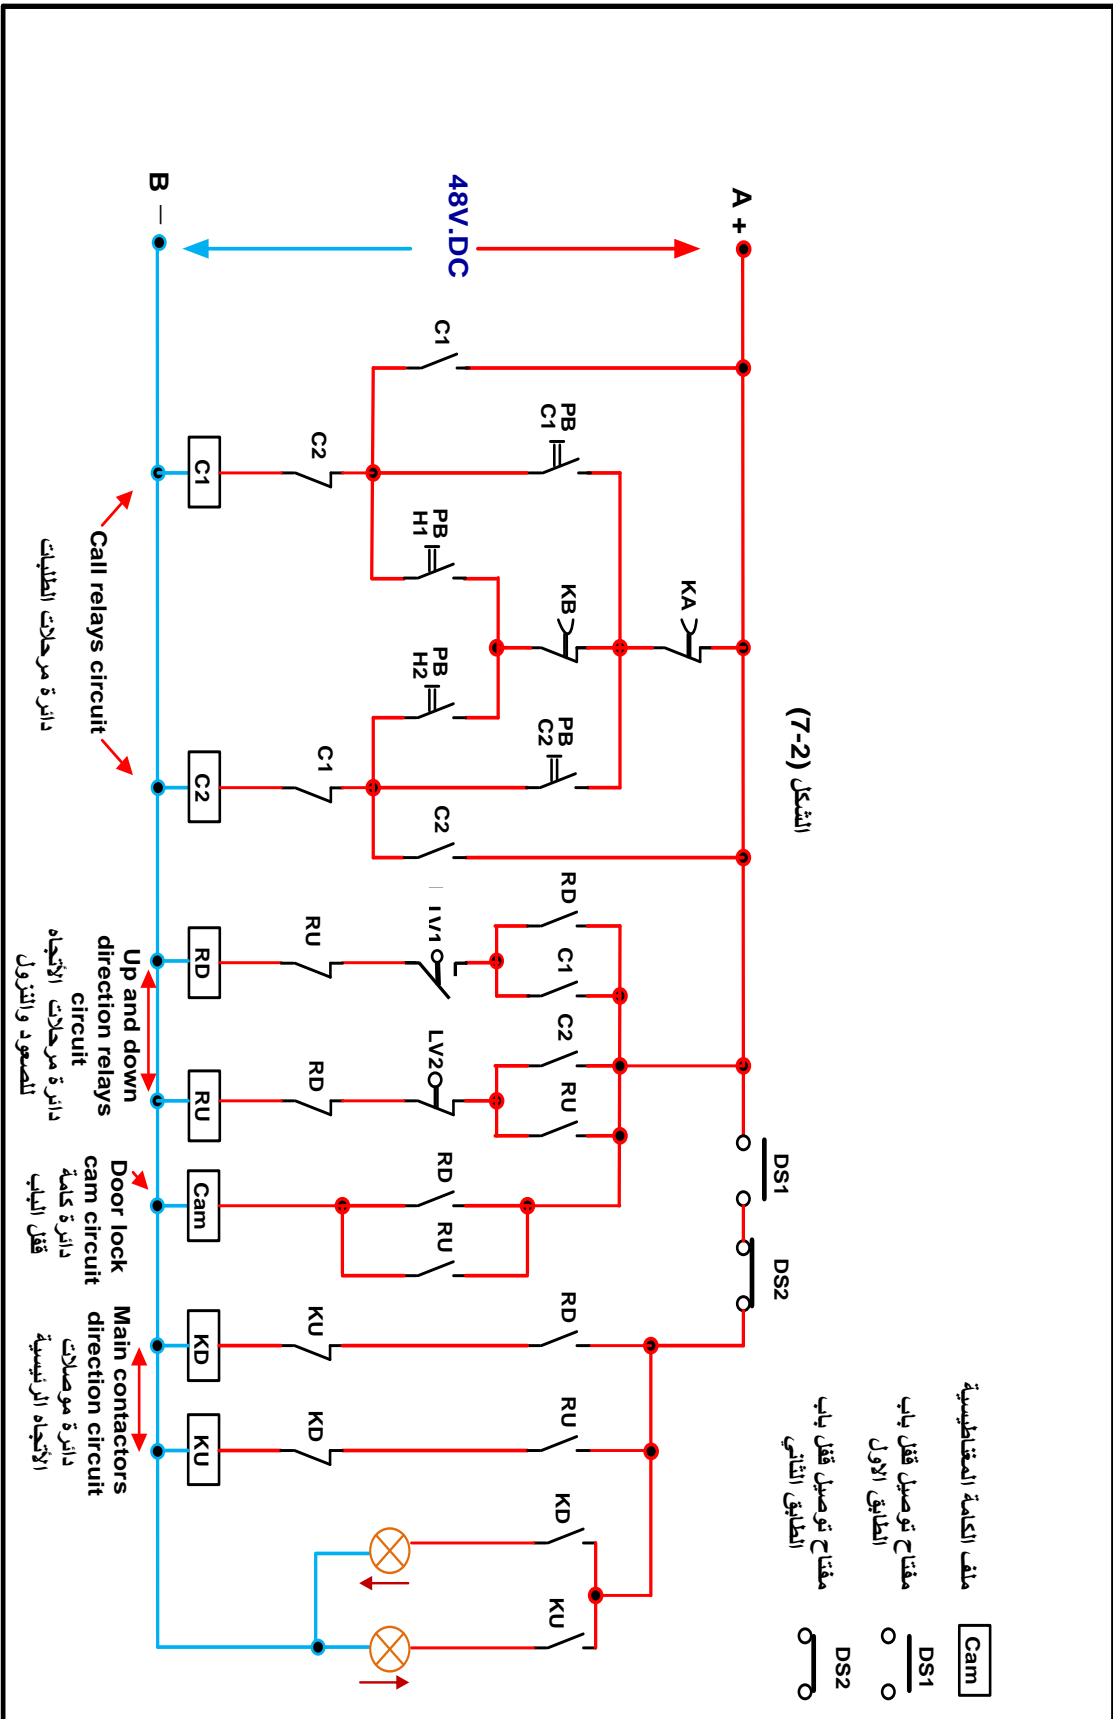 A +
48V.DC
B –
C1
PB
C1
C2
C1
PB
H1
KB
KA
PB
H2
PB
C2
C1
C2
C2
Call relays circuit
دائرة مرحلات الطلبات
الشكل (7-2)
RD
C1
RU
RD
C2
RU
LV2
RD
RU
Up and down
direction relays
circuit
دائرة مرحلات الأتجاه
للصعود والنزول
RD
RU
Cam
Door lock
cam circuit
دائرة كامة
قفل الباب
DS1
DS2
RD
KU
KD
RU
KD
KU
Main contactors
direction circuit
دائرة موصلات
الأتجاه الرئيسية
KD
KU
ملف الكامة المغناطيسية
Cam
مفتاح توصيل قفل باب
الطابق الاول
DS1
مفتاح توصيل قفل باب
الطابق الثاني
DS2